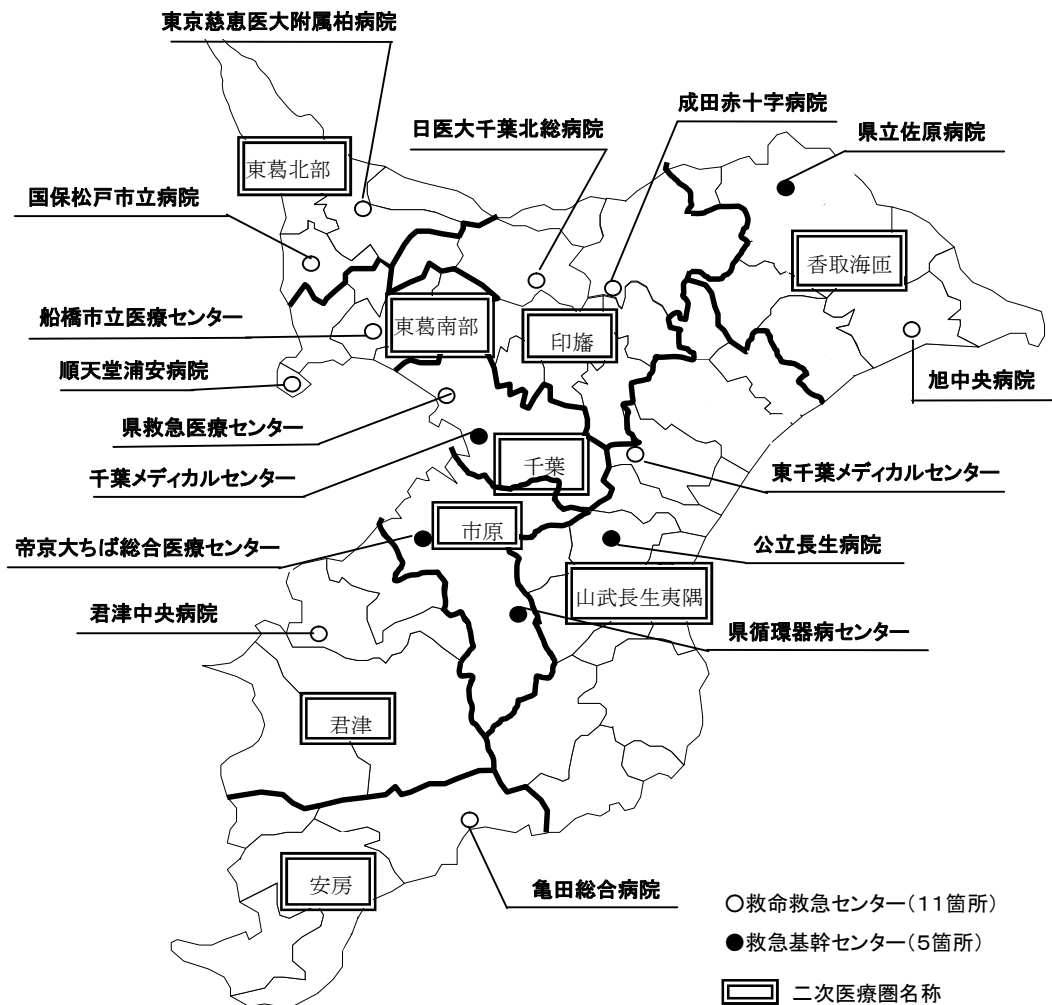 東京慈恵医大附属柏病院
成田赤十字病院
日医大千葉北総病院
県立佐原病院
東葛北部
国保松戸市立病院
香取海匝
船橋市立医療センター
東葛南部
印旛
順天堂浦安病院
旭中央病院
県救急医療センター
千葉
千葉メディカルセンター
東千葉メディカルセンター
市原
帝京大ちば総合医療センター
公立長生病院
山武長生夷隅
君津中央病院
県循環器病センター
君津
安房
亀田総合病院
○救命救急センター(11箇所)
●救急基幹センター(5箇所)
二次医療圏名称